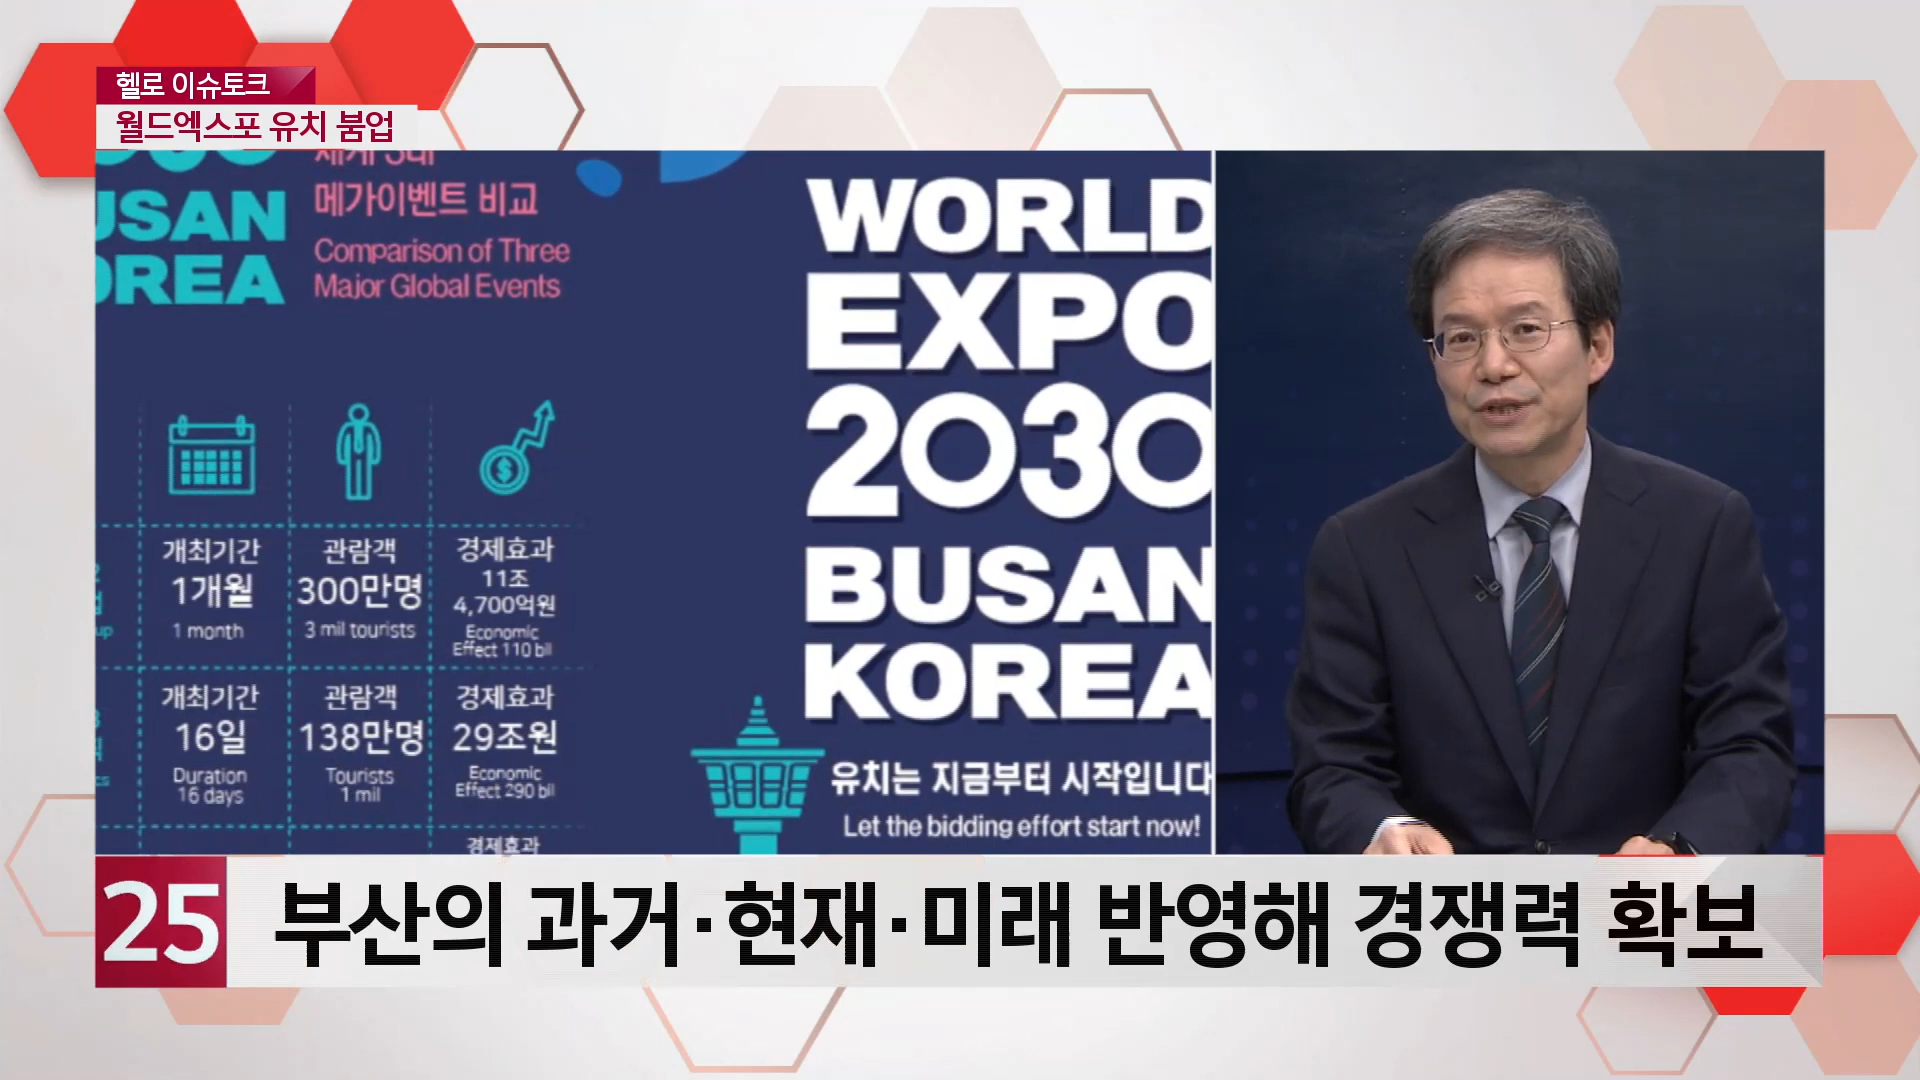 헬로 이슈토크
월드엑스포 유치 붐업
USAN
OREA
세계 3대
메가이벤트 비교
Comparison of Three
Major Global Events
개최기간
1개월
1 month
관람객
300만명
3 mil tourists
경제효과
11조
4,700억원
Economic
Effect 110 bil
up
개최기간
16일
Duration
16 days
관람객
138만명
Tourists
1 mil
경제효과
29조원
Economic
Effect 290 bil
cs
경제효과
WORLD
EXPO
2030
BUSAN
KOREA
유치는 지금부터 시작입니다
Let the bidding effort start now!
25
부산의 과거·현재·미래 반영해 경쟁력 확보